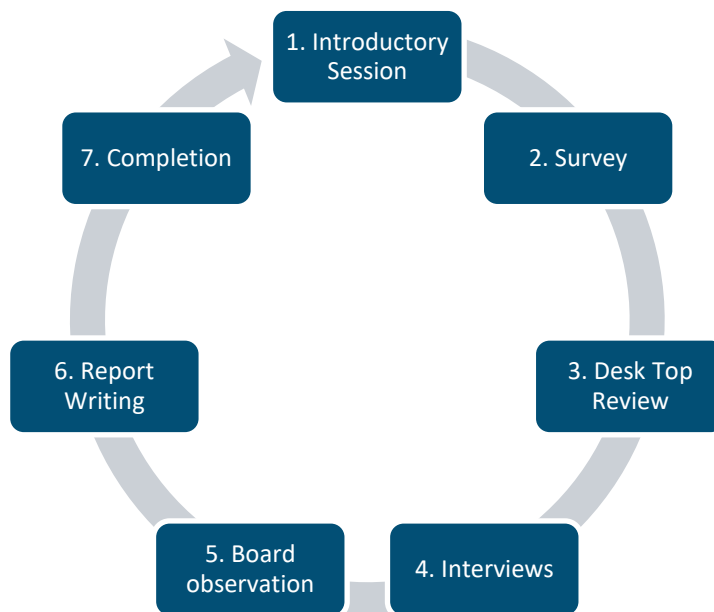 1. Introductory
Session
2. Survey
3. Desk Top
Review
4. Interviews
5. Board
observation
6. Report
Writing
7. Completion